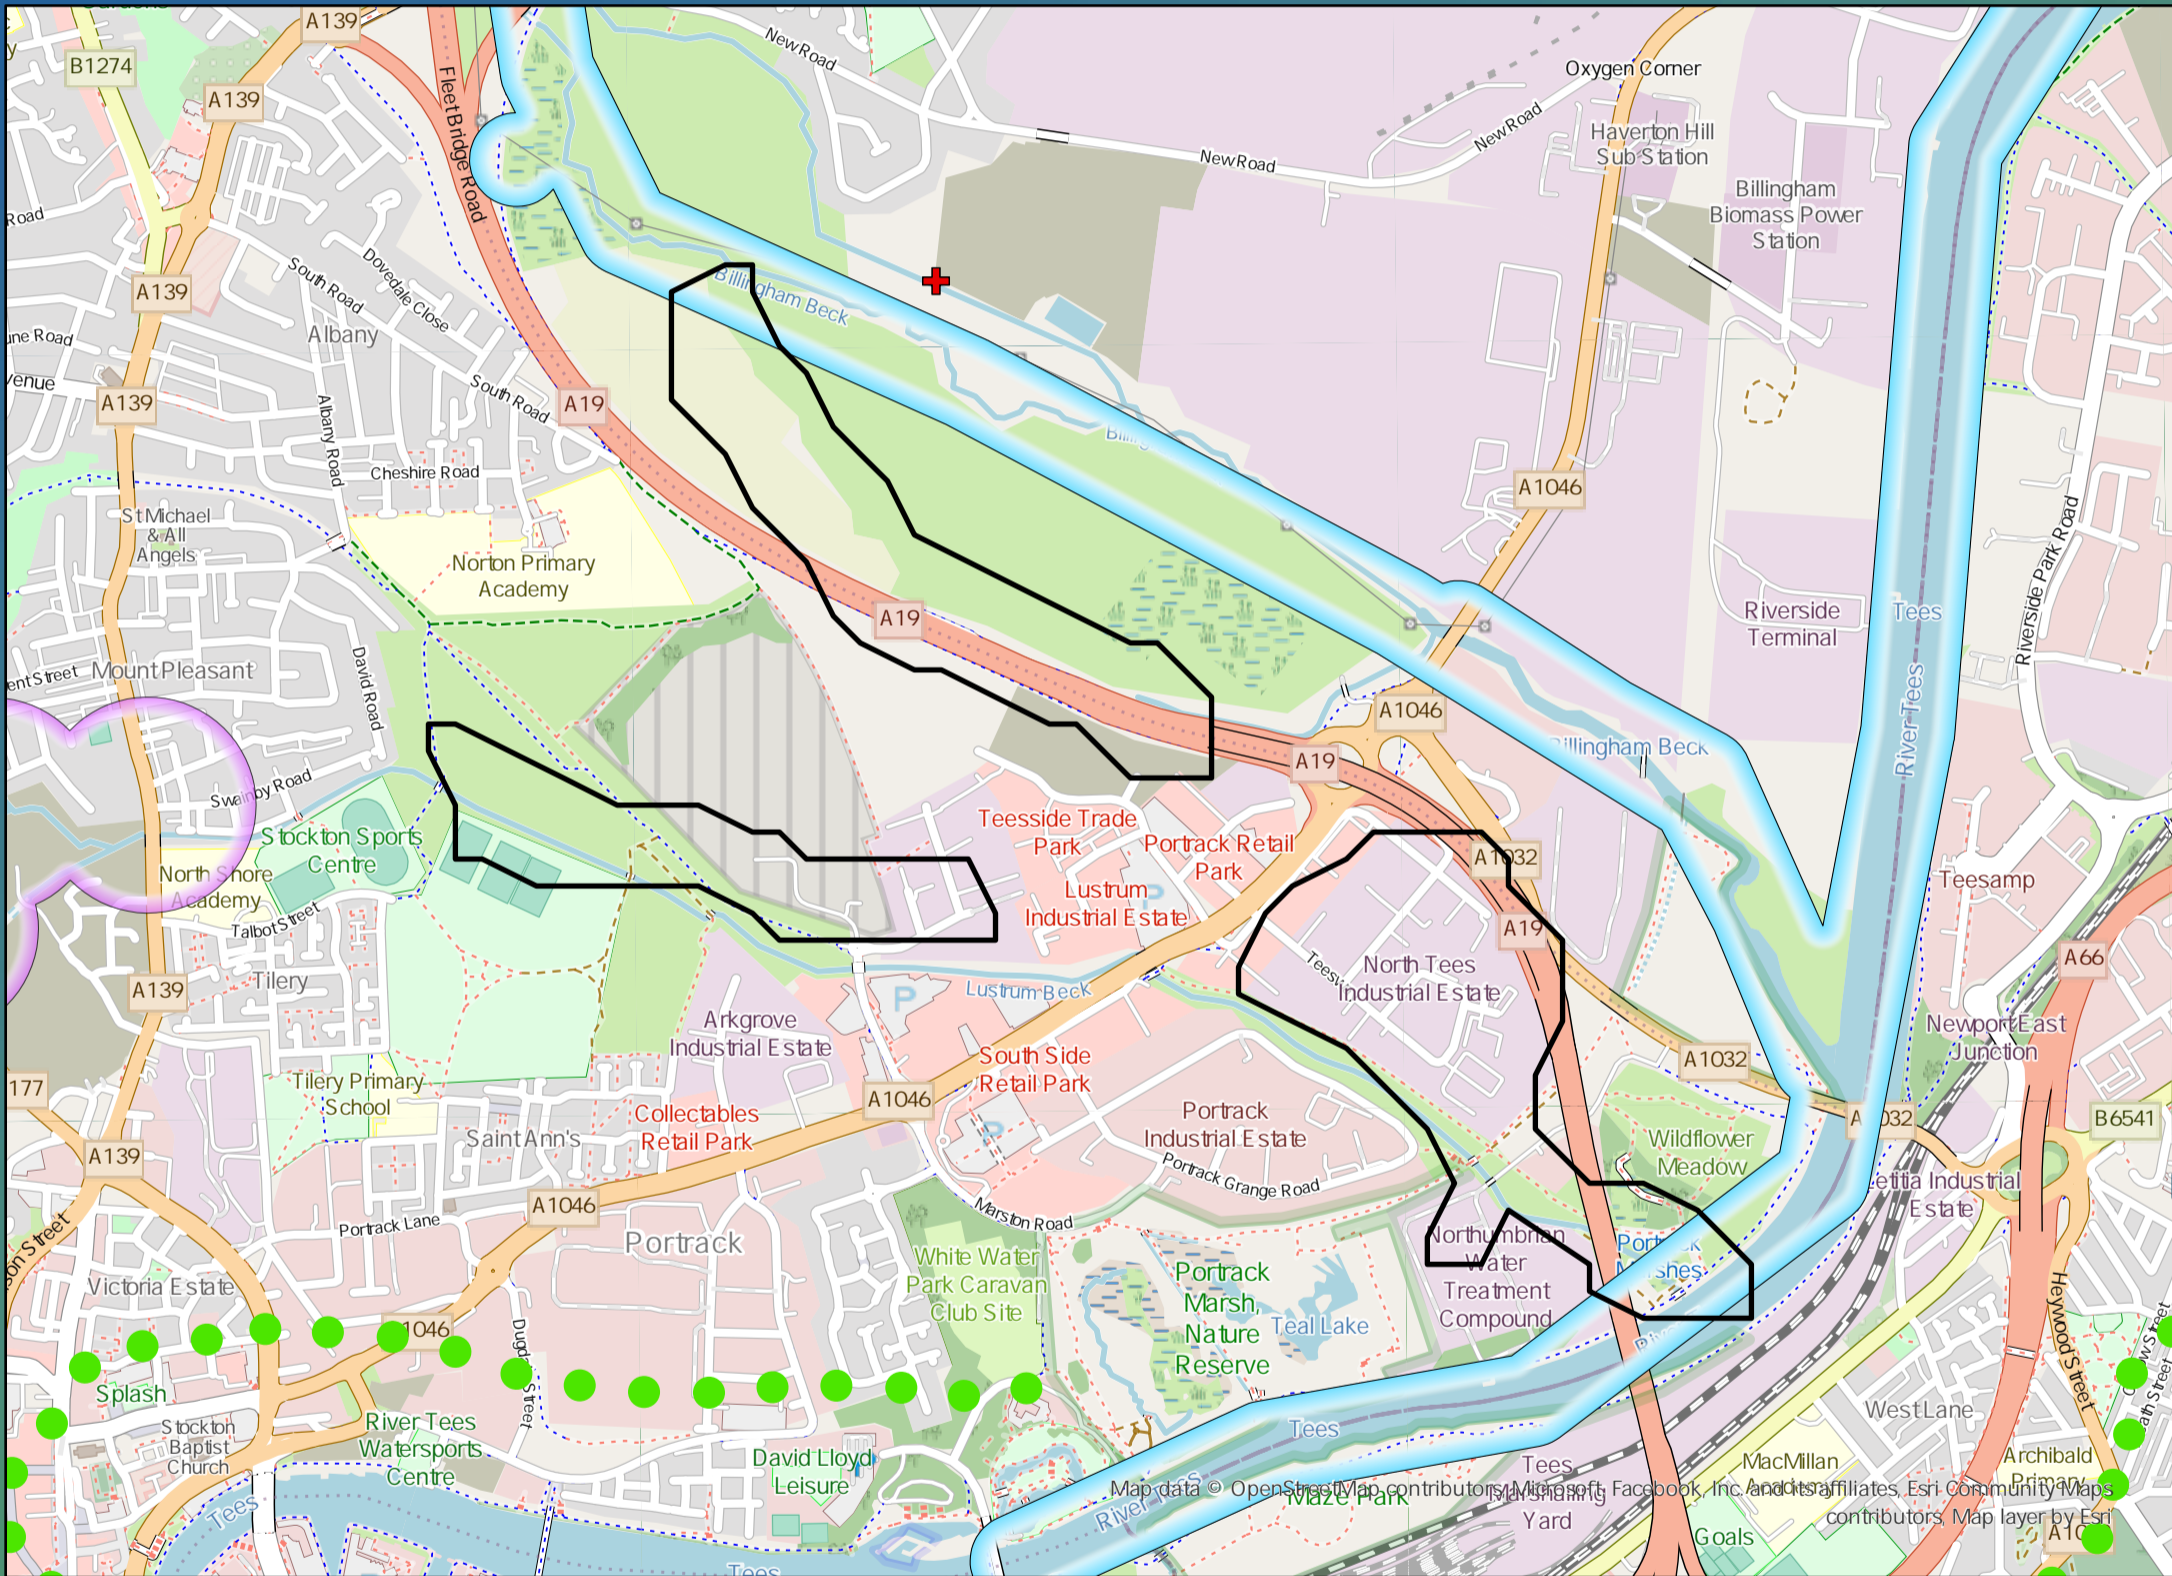 A139
B1274
New Road
Oxygen Corner
Fleet Bridge Road
A139
New Road
New Road
Haverton Hill
Sub Station
Billingham
Biomass Power
Station
Road
South Road
Dovedale Close
A139
Albany
Billingham Beck
South Road
Albany Road
A139
A19
Cheshire Road
A1046
St Michael
& All
Angels
Norton Primary
Academy
Riverside Park Road
A19
Riverside
Terminal
Tees
River Tees
Mount Pleasant
David Road
A1046
A19
Billingham Beck
Swainby Road
Stockton Sports
Centre
Teesside Trade
Park
Portrack Retail
Park
A1032
North Shore
Academy
Talbot Street
Lustrum
Industrial Estate
P
A19
Teesamp
A66
Tilery
A139
North Tees
Industrial Estate
Lustrum Beck
P
Arkgrove
Industrial Estate
Newport East
Junction
South Side
Retail Park
A1032
177
Tilery Primary
School
A1046
Collectables
Retail Park
Saint Ann's
P
Portrack
Industrial Estate
Wildflower
Meadow
B6541
A139
Portrack Grange Road
Marston Road
A1046
Portrack Lane
Portrack
Industrial
Estate
Northumbrian
Water
Treatment
Compound
Portrack
Marshes
White Water
Park Caravan
Club Site
Portrack
Marsh
Nature
Reserve
Teal Lake
Victoria Estate
Heywood Street
1046
Splash
Stockton
Baptist
Church
River Tees
Watersports
Centre
David Lloyd
Leisure
Tees
West Lane
MacMillan
Academy
Archibald
Primary
Tees
Marshalling
Yard
Maze Park
Goals
Tees
Tees
Map data © OpenStreetMap contributors, Microsoft, Facebook, Inc. and its affiliates, Esri Community Maps
contributors, Map layer by Esri